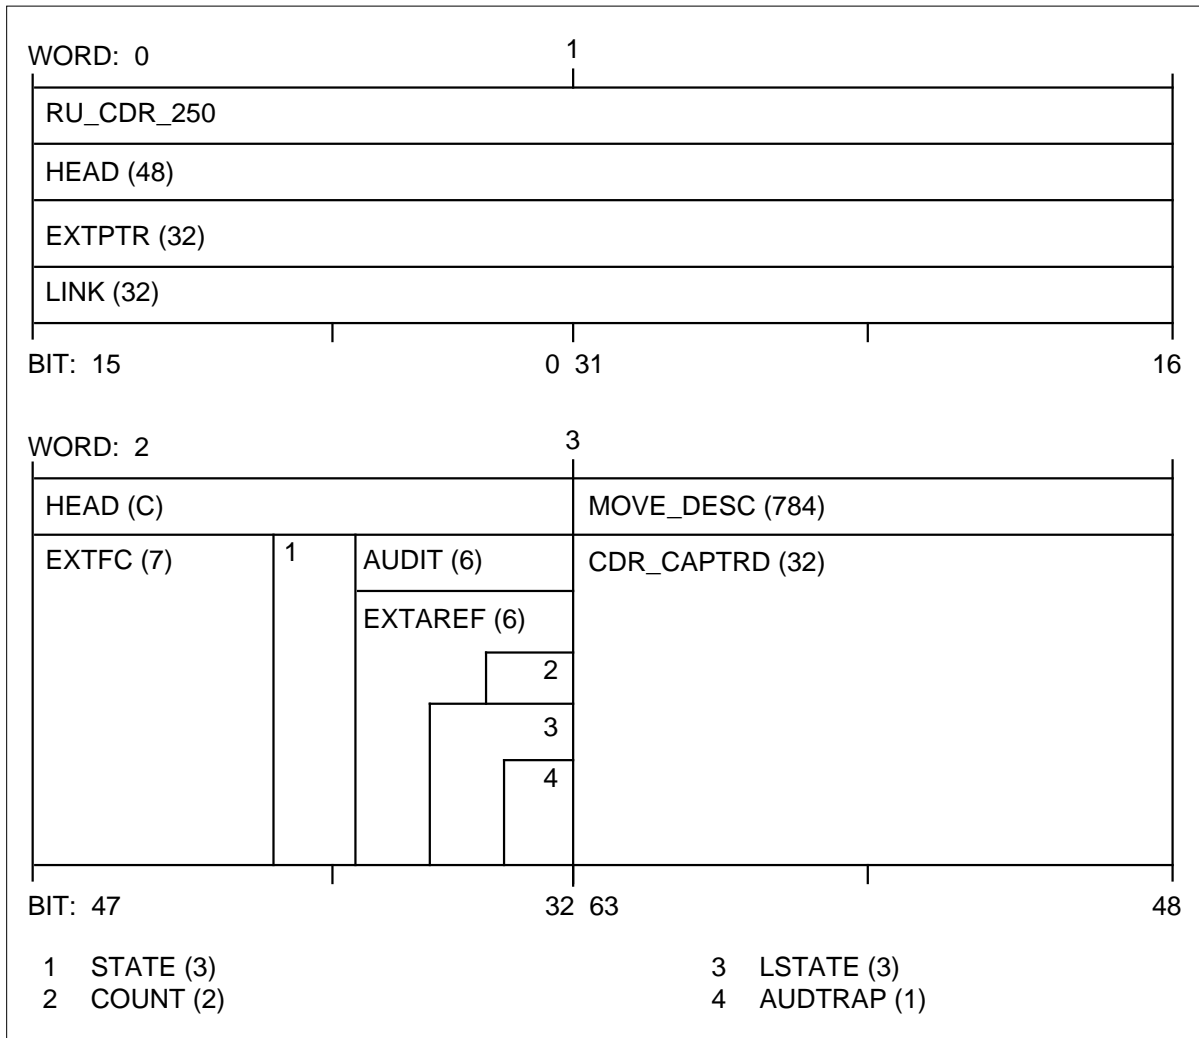 WORD: 0 1
RU_CDR_250
HEAD (48)
EXTPTR (32)
LINK (32)
BIT: 15 0 31 16
WORD: 2 3
HEAD (C) MOVE_DESC (784)
EXTFC (7) 1 AUDIT (6) CDR_CAPTRD (32)
EXTAREF (6)
2
3
4
BIT: 47 32 63 48
1 STATE (3) 3 LSTATE (3)
2 COUNT (2) 4 AUDTRAP (1)